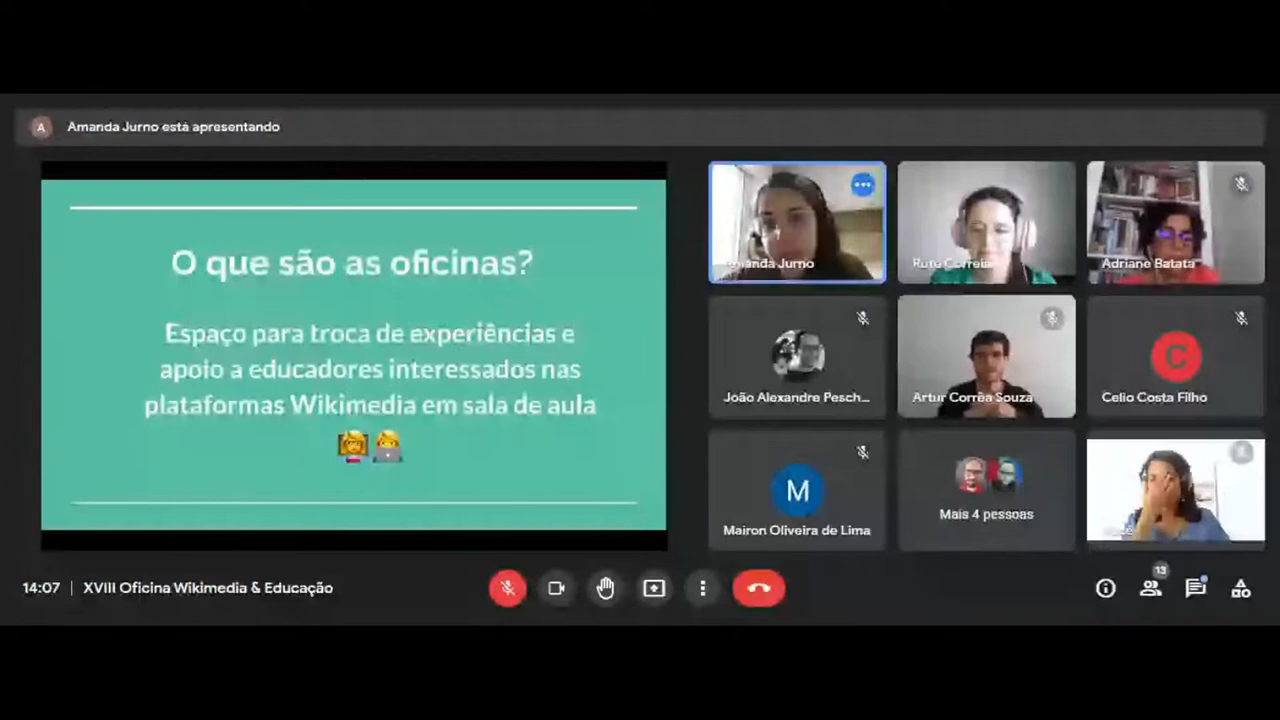 A
Amanda Jurno está apresentando
O que são as oficinas?
Espaço para troca de experiências e
apoio a educadores interessados nas
plataformas Wikimedia em sala de aula
Amanda Jurno
Rute Correia
Adriane Batata
João Alexandre Pesch...
Artur Corrêa Souza
C
Celio Costa Filho
M
Mairon Oliveira de Lima
Mais 4 pessoas
14:07 | XVIII Oficina Wikimedia & Educação
13